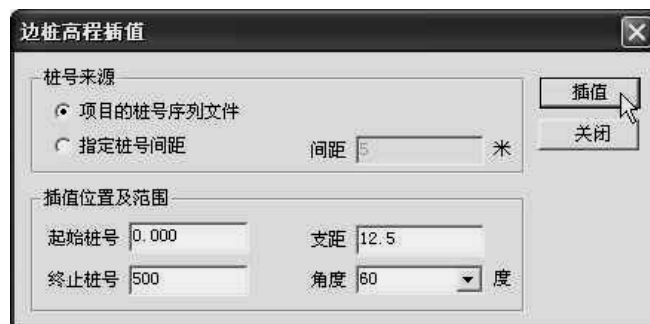 边桩高程插值
桩号来源
项目的桩号序列文件
指定桩号间距 间距 5 米
插值
关闭
插值位置及范围
起始桩号 0.000 支距 12.5
终止桩号 500 角度 60 度